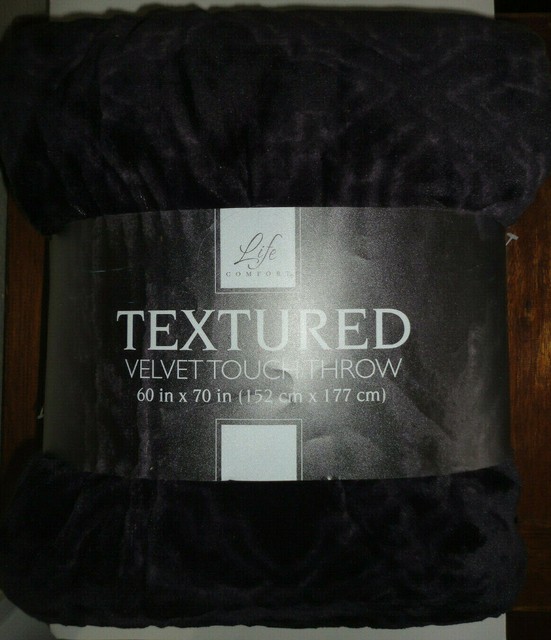 Life
COMFORT
TEXTURED
VELVET TOUCH THROW
60 in x 70 in (152 cm x 177 cm)